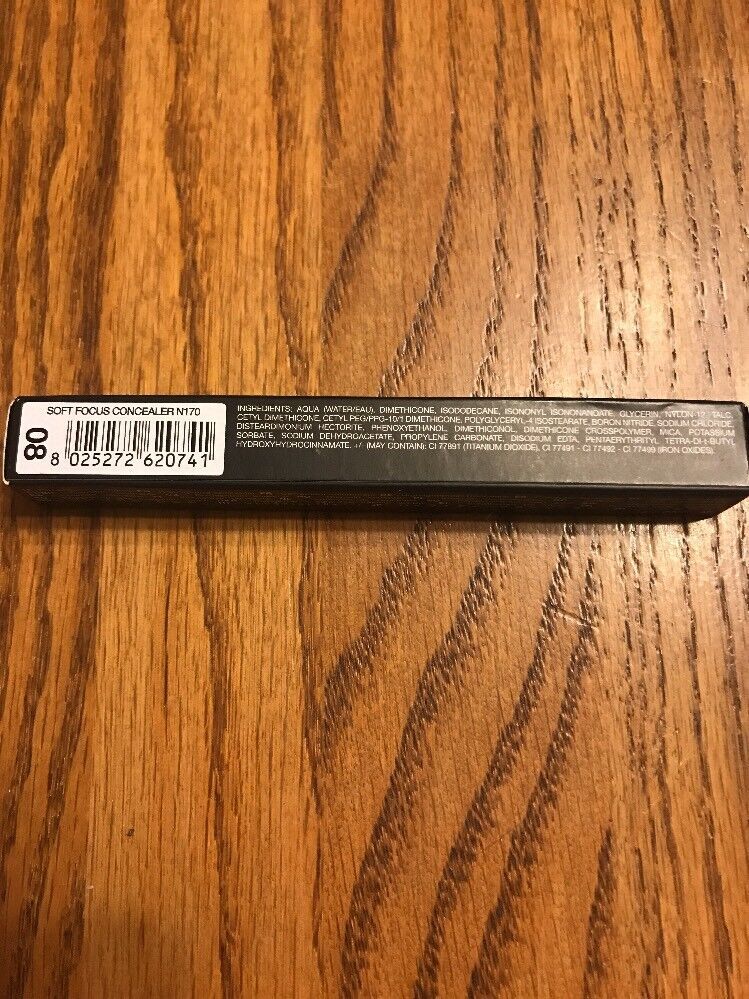 SOFT FOCUS CONCEALER N170
08
8 025272 620741
INGREDIENTS: AQUA (WATER/EAU), DIMETHICONE, ISODODECANE, ISONONYL ISONONANOATE, GLYCERIN, NYLON-12, TALC,
CETYL DIMETHICONE, CETYL PEG/PPG-10/1 DIMETHICONE, POLYGLYCERYL-4 ISOSTEARATE, BORON NITRIDE, SODIUM CHLORIDE,
DISTEARDIMONIUM HECTORITE, PHENOXYETHANOL, DIMETHICONOL, DIMETHICONE CROSSPOLYMER, MICA, POTASSIUM
SORBATE, SODIUM DEHYDROACETATE, PROPYLENE CARBONATE, DISODIUM EDTA, PENTAERYTHRITYL TETRA-DI-t-BUTYL
HYDROXYHYDROCINNAMATE. +/- (MAY CONTAIN): CI 77891 (TITANIUM DIOXIDE), CI 77491 - CI 77492 - CI 77499 (IRON OXIDES).